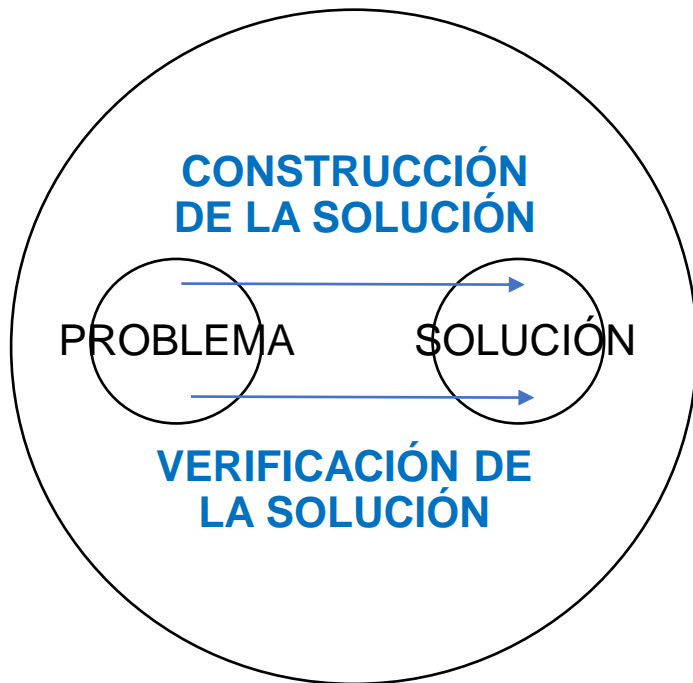 CONSTRUCCIÓN
DE LA SOLUCIÓN
PROBLEMA SOLUCIÓN
VERIFICACIÓN DE
LA SOLUCIÓN